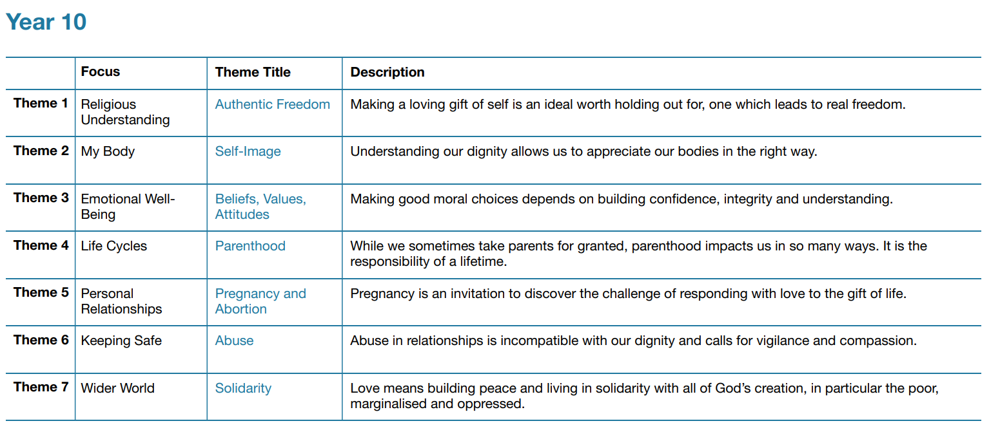 Year 10
Focus Theme Title Description
Theme 1 Religious Authentic Freedom Making a loving gift of self is an ideal worth holding out for, one which leads to real freedom.
Understanding
Theme 2 My Body Self-Image Understanding our dignity allows us to appreciate our bodies in the right way.
Theme 3 Emotional Well- Beliefs, Values, Making good moral choices depends on building confidence, integrity and understanding.
Being Attitudes
Theme 4 Life Cycles Parenthood While we sometimes take parents for granted, parenthood impacts us in so many ways. It is the
responsibility of a lifetime.
Theme 5 Personal Pregnancy and Pregnancy is an invitation to discover the challenge of responding with love to the gift of life.
Relationships Abortion
Theme 6 Keeping Safe Abuse Abuse in relationships is incompatible with our dignity and calls for vigilance and compassion.
Theme 7 Wider World Solidarity Love means building peace and living in solidarity with all of God’s creation, in particular the poor,
marginalised and oppressed.